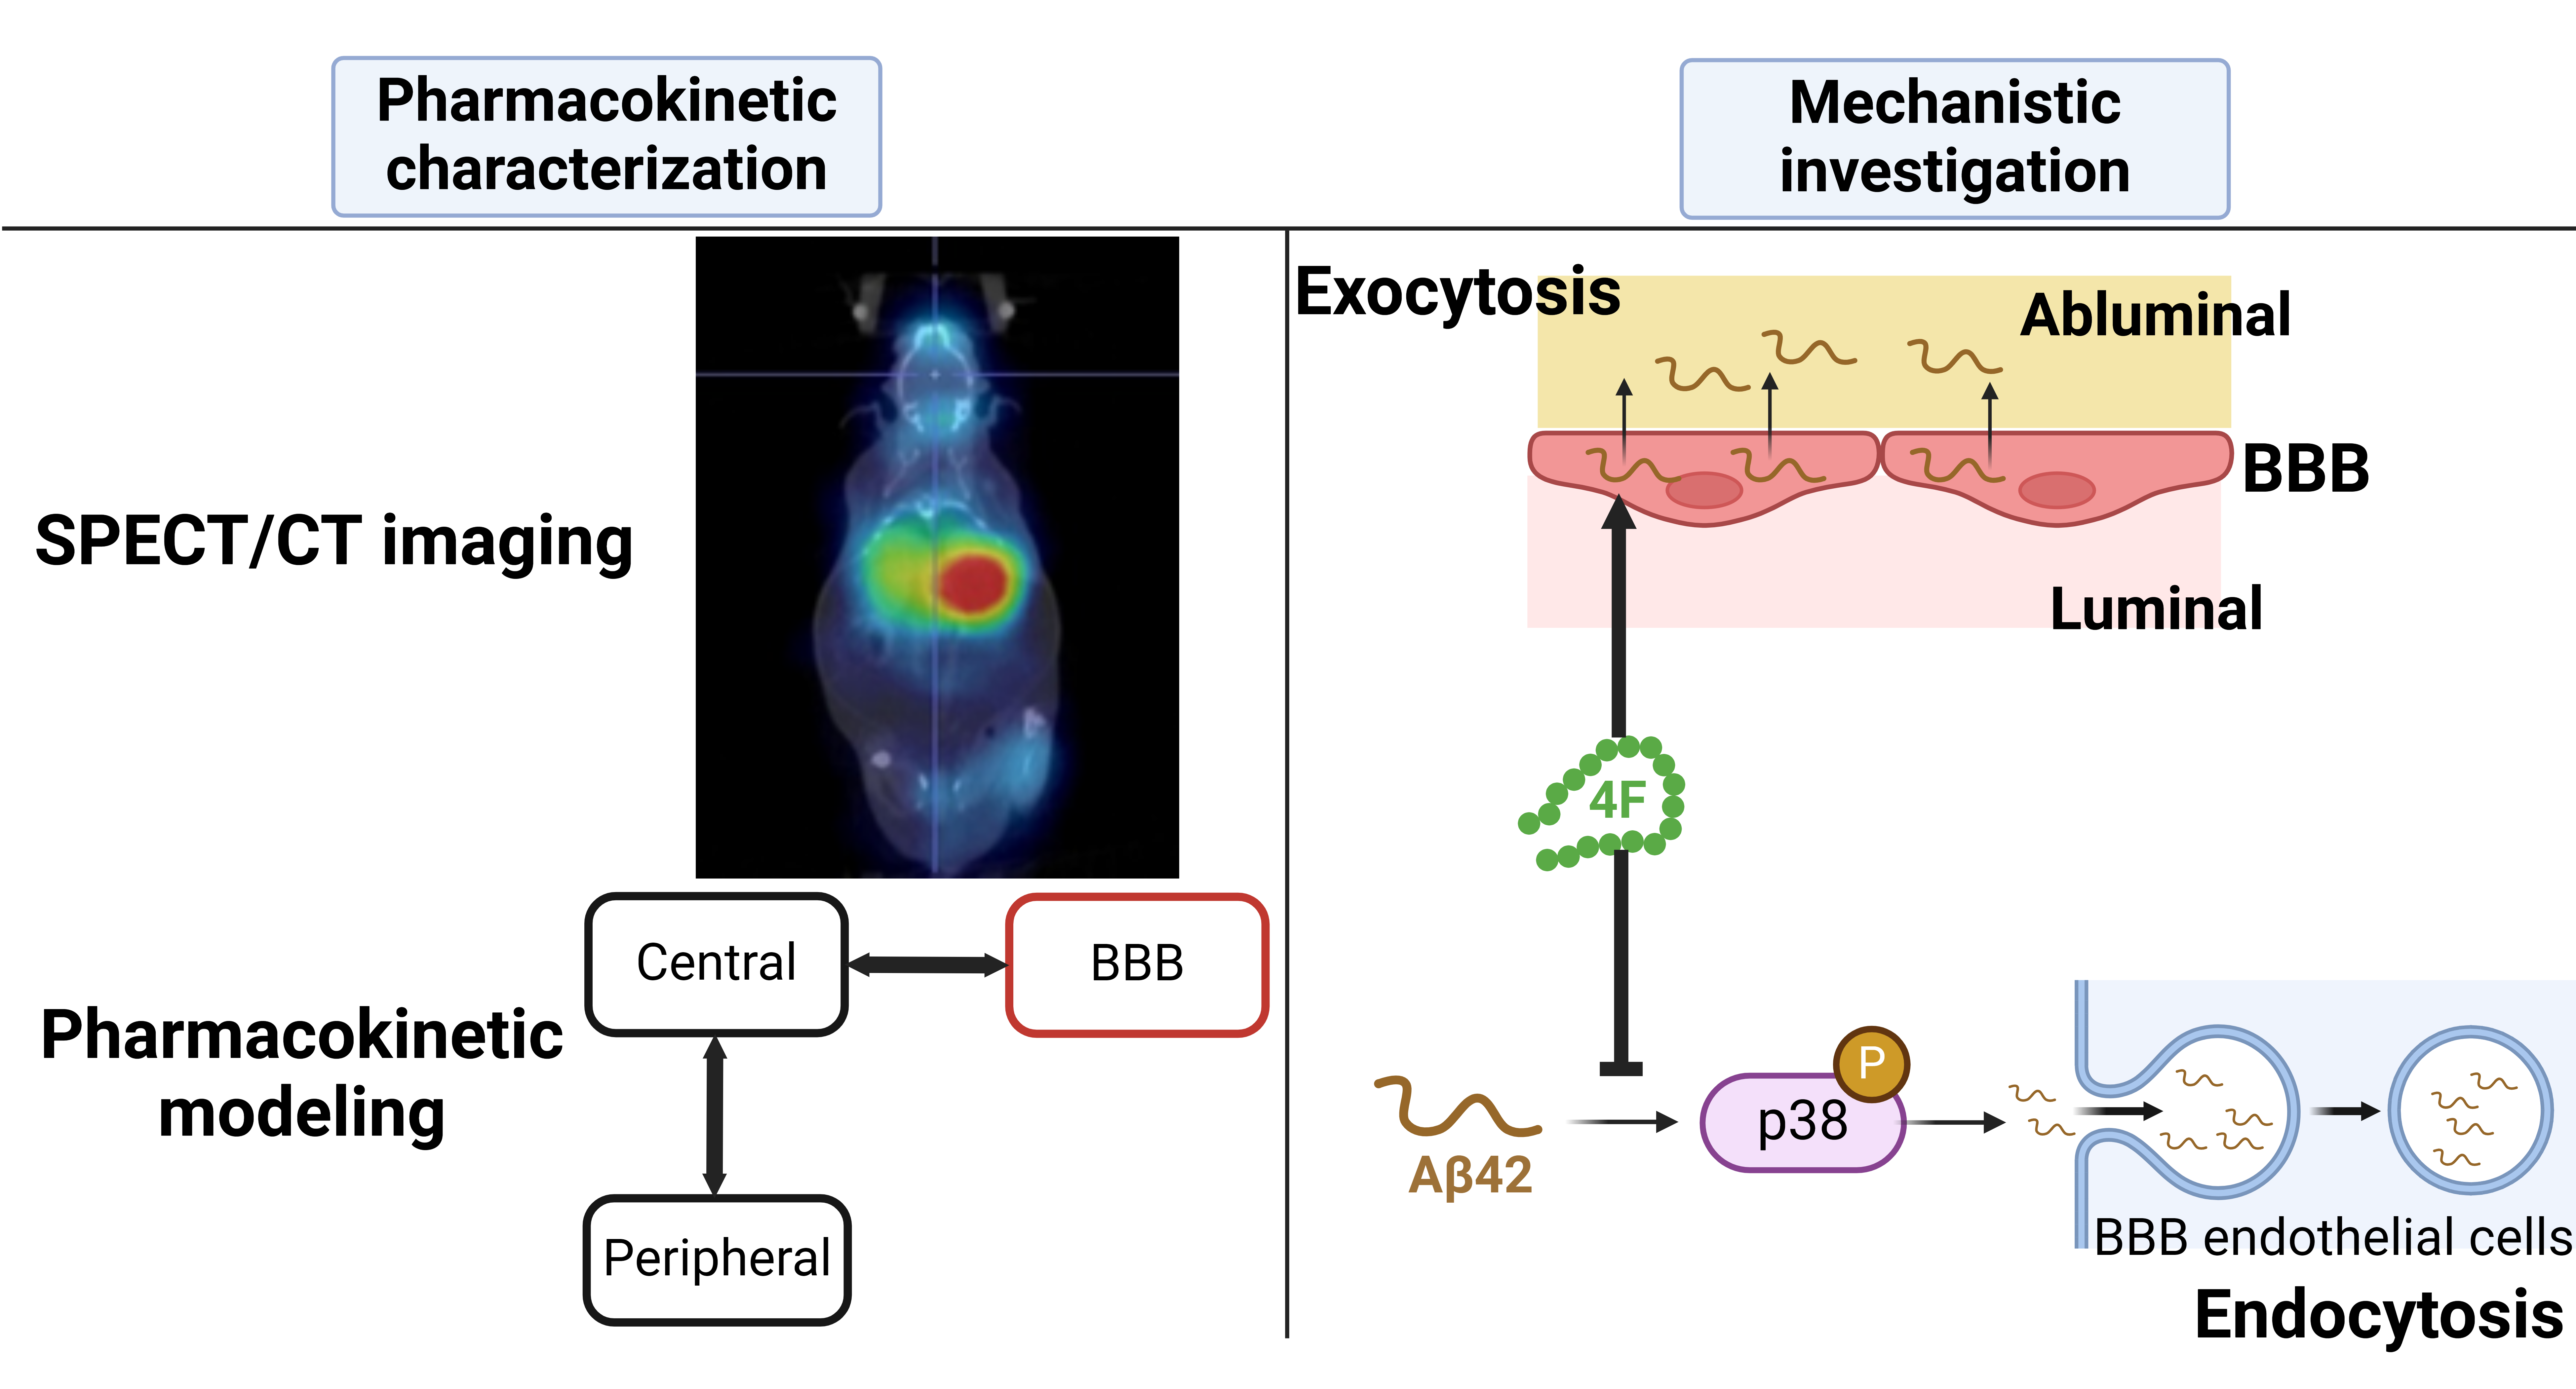 Pharmacokinetic
characterization
Mechanistic
investigation
SPECT/CT imaging
Pharmacokinetic
modeling
Central
BBB
Peripheral
Exocytosis
Abluminal
BBB
Luminal
4F
Aβ42
p38
P
BBB endothelial cells
Endocytosis